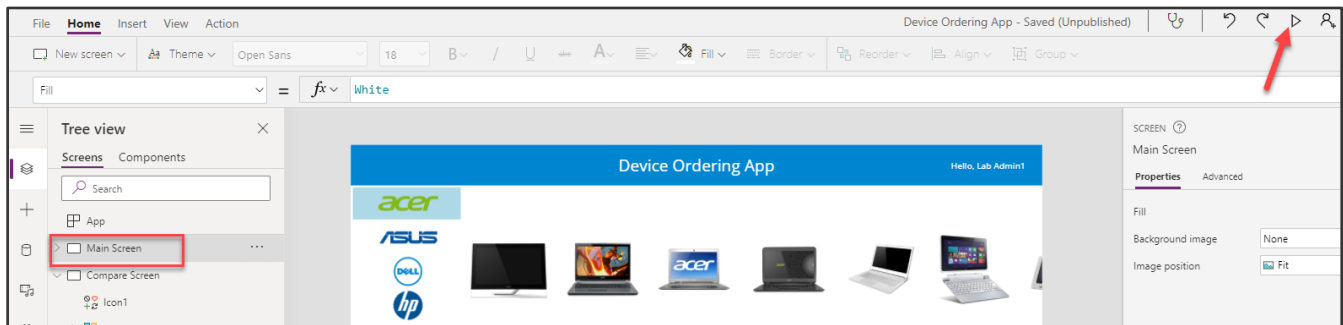 File Home Insert View Action Device Ordering App - Saved (Unpublished)
New screen Theme Open Sans 18 B / U abc A Fill Border Reorder Align Group
Fill = fx White
Tree view
Screens Components
Search
App
Main Screen ...
Compare Screen
Icon1
Device Ordering App Hello, Lab Admin1
acer
ASUS
DELL
hp
acer
SCREEN ?
Main Screen
Properties Advanced
Fill
Background image None
Image position Fit